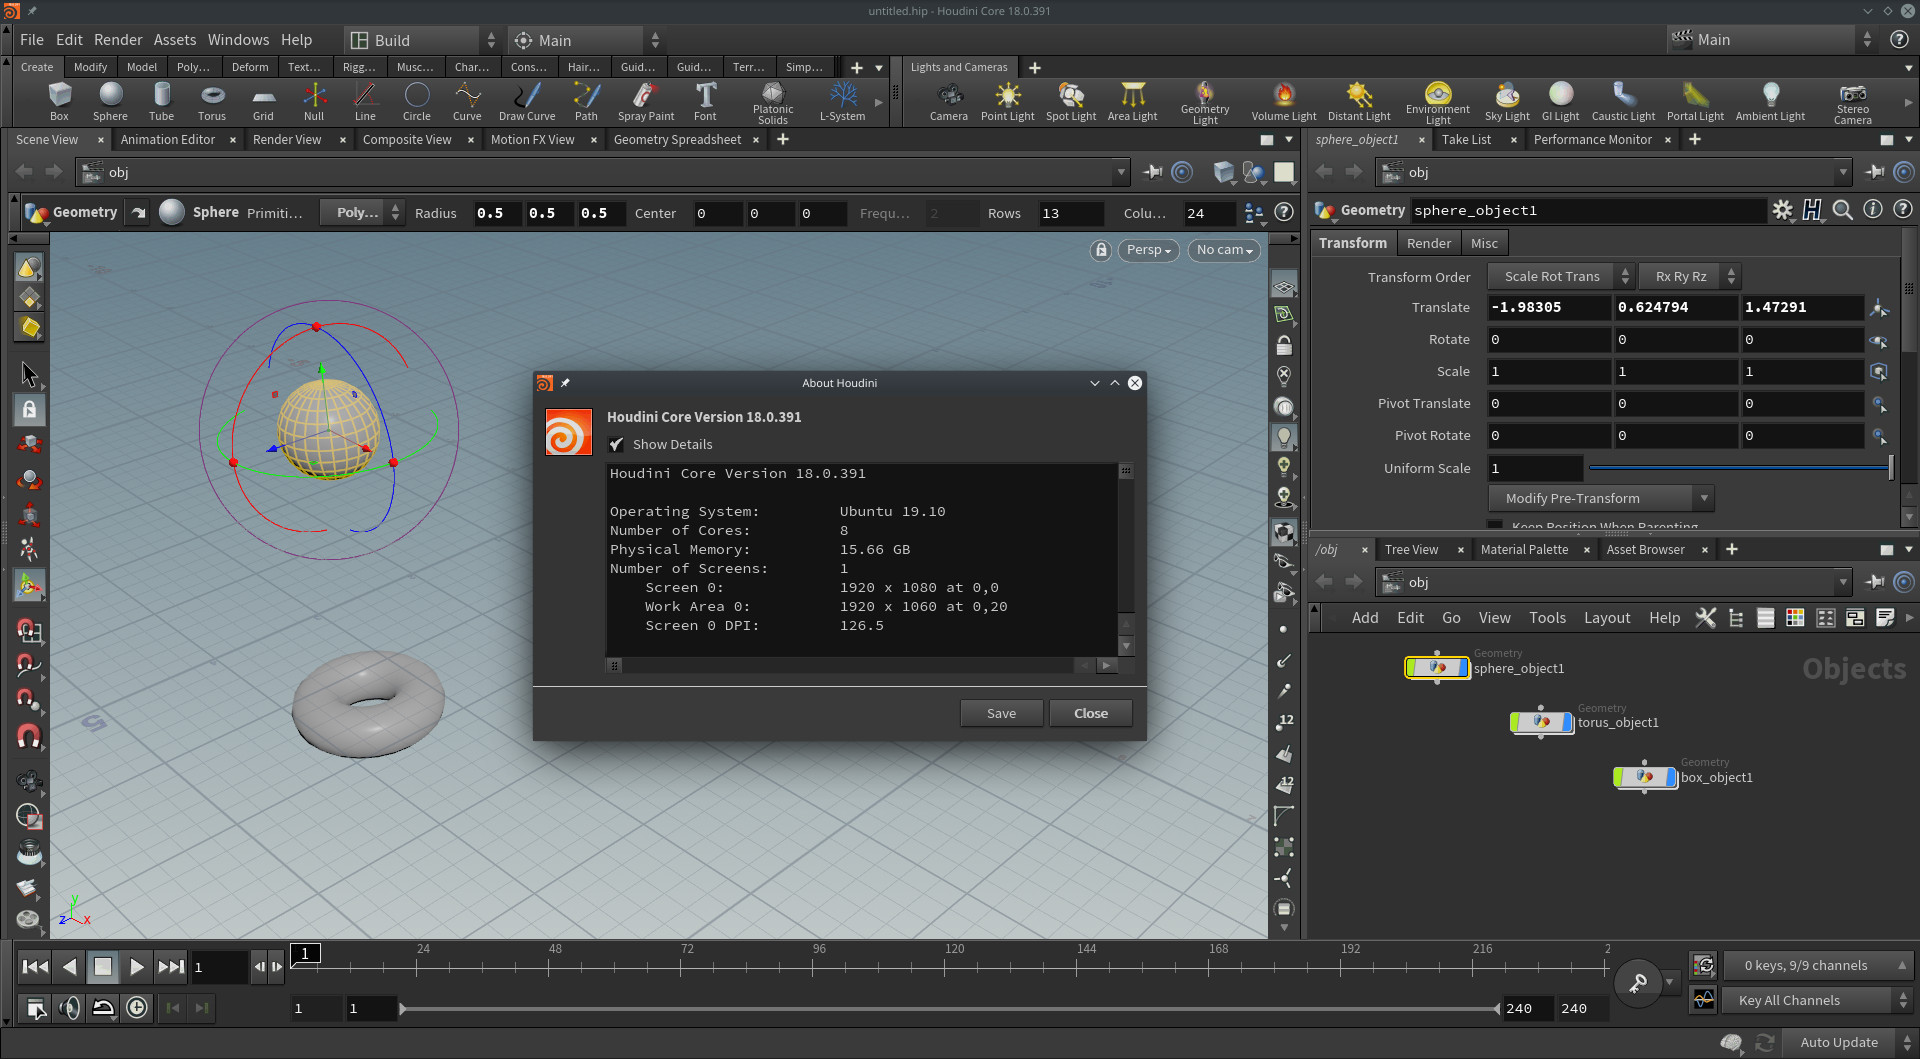 untitled.hip - Houdini Core 18.0.391
File Edit Render Assets Windows Help Build Main Main
Create Modify Model Poly... Deform Text... Rigg... Musc... Char... Cons... Hair... Guid... Guid... Terr... Simp... Lights and Cameras
Box Sphere Tube Torus Grid Null Line Circle Curve Draw Curve Path Spray Paint Font Platonic Solids L-System Camera Point Light Spot Light Area Light Geometry Light Volume Light Distant Light Environment Light Sky Light GI Light Caustic Light Portal Light Ambient Light Stereo Camera
Scene View Animation Editor Render View Composite View Motion FX View Geometry Spreadsheet
obj
Geometry Sphere Primiti... Poly... Radius 0.5 0.5 0.5 Center 0 0 0 Frequ... 2 Rows 13 Colu... 24
Persp No cam
sphere_object1 Take List Performance Monitor
obj
Geometry sphere_object1
Transform Render Misc
Transform Order Scale Rot Trans Rx Ry Rz
Translate -1.98305 0.624794 1.47291
Rotate 0 0 0
Scale 1 1 1
Pivot Translate 0 0 0
Pivot Rotate 0 0 0
Uniform Scale 1
Modify Pre-Transform
Keep Position When Parenting
About Houdini
Houdini Core Version 18.0.391
Show Details
Houdini Core Version 18.0.391
Operating System: Ubuntu 19.10
Number of Cores: 8
Physical Memory: 15.66 GB
Number of Screens: 1
Screen 0: 1920 x 1080 at 0,0
Work Area 0: 1920 x 1060 at 0,20
Screen 0 DPI: 126.5
Save Close
/obj Tree View Material Palette Asset Browser
obj
Add Edit Go View Tools Layout Help
Objects
Geometry
sphere_object1
Geometry
torus_object1
Geometry
box_object1
12
12
5
y
z x
1 1 24 48 72 96 120 144 168 192 216 2
0 keys, 9/9 channels
1 1 240 240
Key All Channels
Auto Update